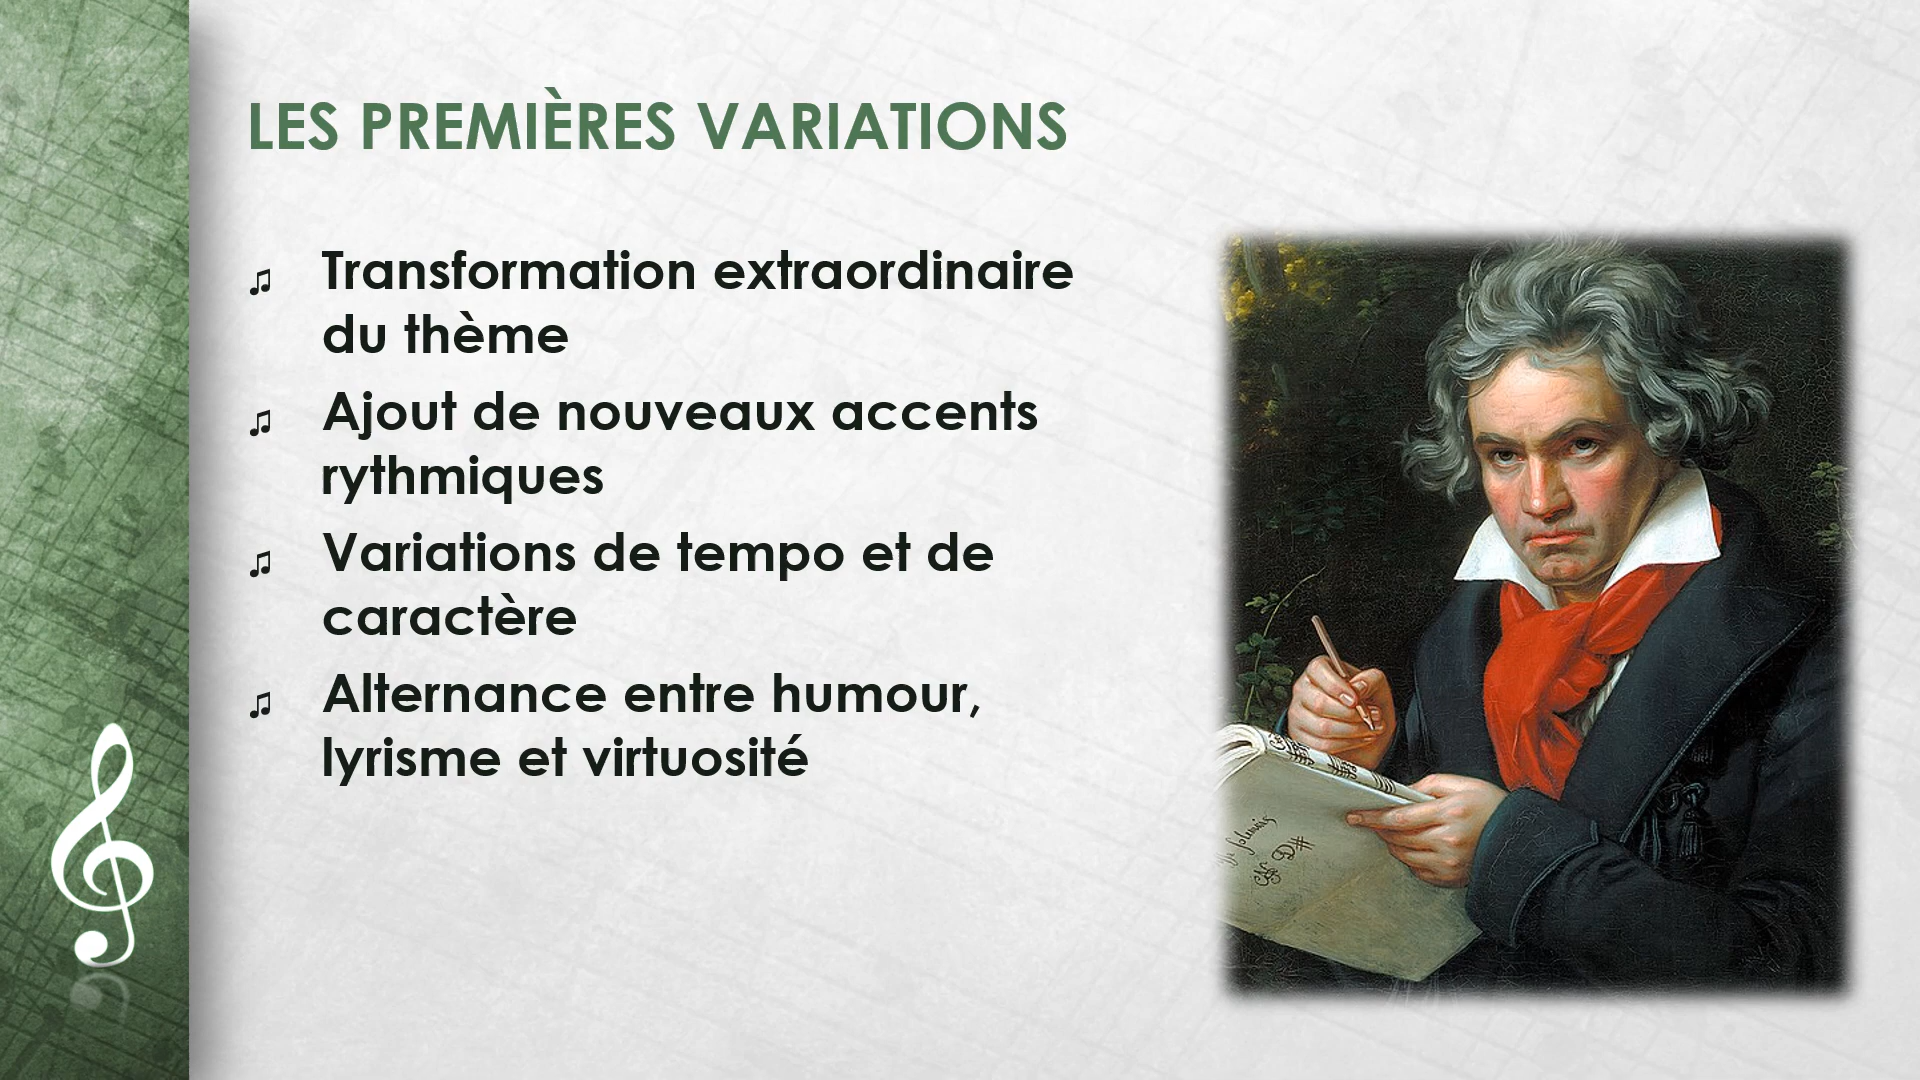 LES PREMIÈRES VARIATIONS
♫ Transformation extraordinaire
du thème
♫ Ajout de nouveaux accents
rythmiques
♫ Variations de tempo et de
caractère
♫ Alternance entre humour,
lyrisme et virtuosité
D#